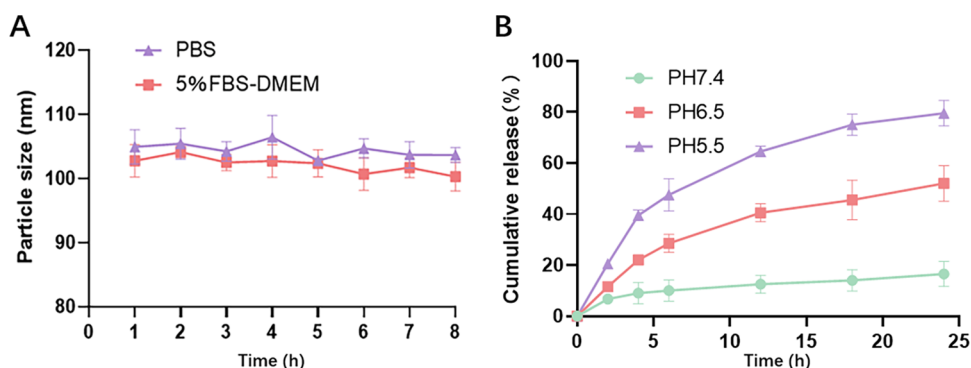 A
PBS
5%FBS-DMEM
Particle size (nm)
120
110
100
90
80
0 1 2 3 4 5 6 7 8
Time (h)
B
PH7.4
PH6.5
PH5.5
Cumulative release (%)
100
80
60
40
20
0
0 5 10 15 20 25
Time (h)